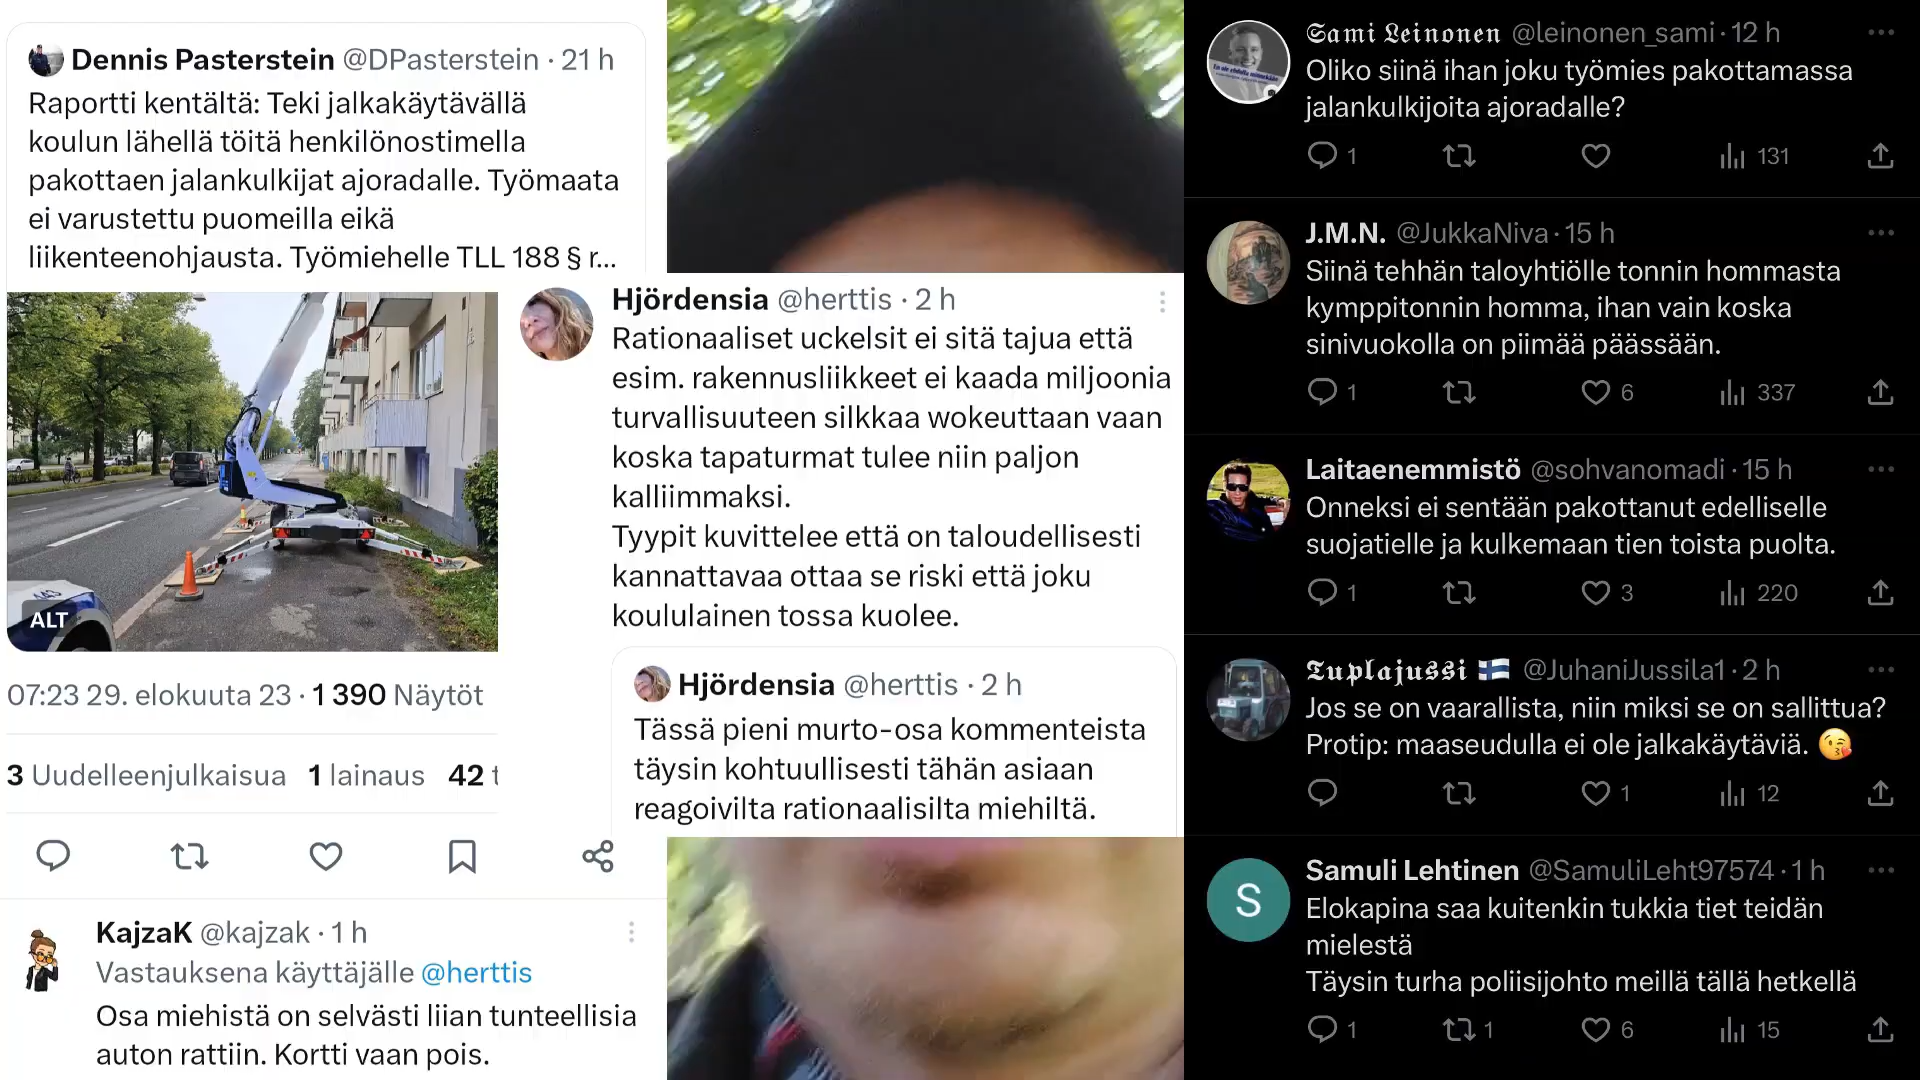 Dennis Pasterstein @DPasterstein · 21 h
Raportti kentältä: Teki jalkakäytävällä
koulun lähellä töitä henkilönostimella
pakottaen jalankulkijat ajoradalle. Työmaata
ei varustettu puomeilla eikä
liikenteenohjausta. Työmiehelle TLL 188 § r...
ALT
07:23 29. elokuuta 23 · 1 390 Näytöt
3 Uudelleenjulkaisua 1 lainaus 42 t
KajzaK @kajzak · 1 h
Vastauksena käyttäjälle @herttis
Osa miehistä on selvästi liian tunteellisia
auton rattiin. Kortti vaan pois.
Hjördensia @herttis · 2 h
Rationaaliset uckelsit ei sitä tajua että
esim. rakennusliikkeet ei kaada miljoonia
turvallisuuteen silkkaa wokeuttaan vaan
koska tapaturmat tulee niin paljon
kalliimmaksi.
Tyypit kuvittelee että on taloudellisesti
kannattavaa ottaa se riski että joku
koululainen tossa kuolee.
Hjördensia @herttis · 2 h
Tässä pieni murto-osa kommenteista
täysin kohtuullisesti tähän asiaan
reagoivilta rationaalisilta miehiltä.
𝕾𝖆𝖒𝖎 𝕷𝖊𝖎𝖓𝖔𝖓𝖊𝖓 @leinonen_sami · 12 h
Oliko siinä ihan joku työmies pakottamassa
jalankulkijoita ajoradalle?
1 131
J.M.N. @JukkaNiva · 15 h
Siinä tehhän taloyhtiölle tonnin hommasta
kymppitonnin homma, ihan vain koska
sinivuokolla on piimää päässään.
1 6 337
Laitaenemmistö @sohvanomadi · 15 h
Onneksi ei sentään pakottanut edelliselle
suojatielle ja kulkemaan tien toista puolta.
1 3 220
𝕿𝖚𝖕𝖑𝖆𝖏𝖚𝖘𝖘𝖎 🇫🇮 @JuhaniJussila1 · 2 h
Jos se on vaarallista, niin miksi se on sallittua?
Protip: maaseudulla ei ole jalkakäytäviä. 😘
1 12
Samuli Lehtinen @SamuliLeht97574 · 1 h
S
Elokapina saa kuitenkin tukkia tiet teidän
mielestä
Täysin turha poliisijohto meillä tällä hetkellä
1 1 6 15